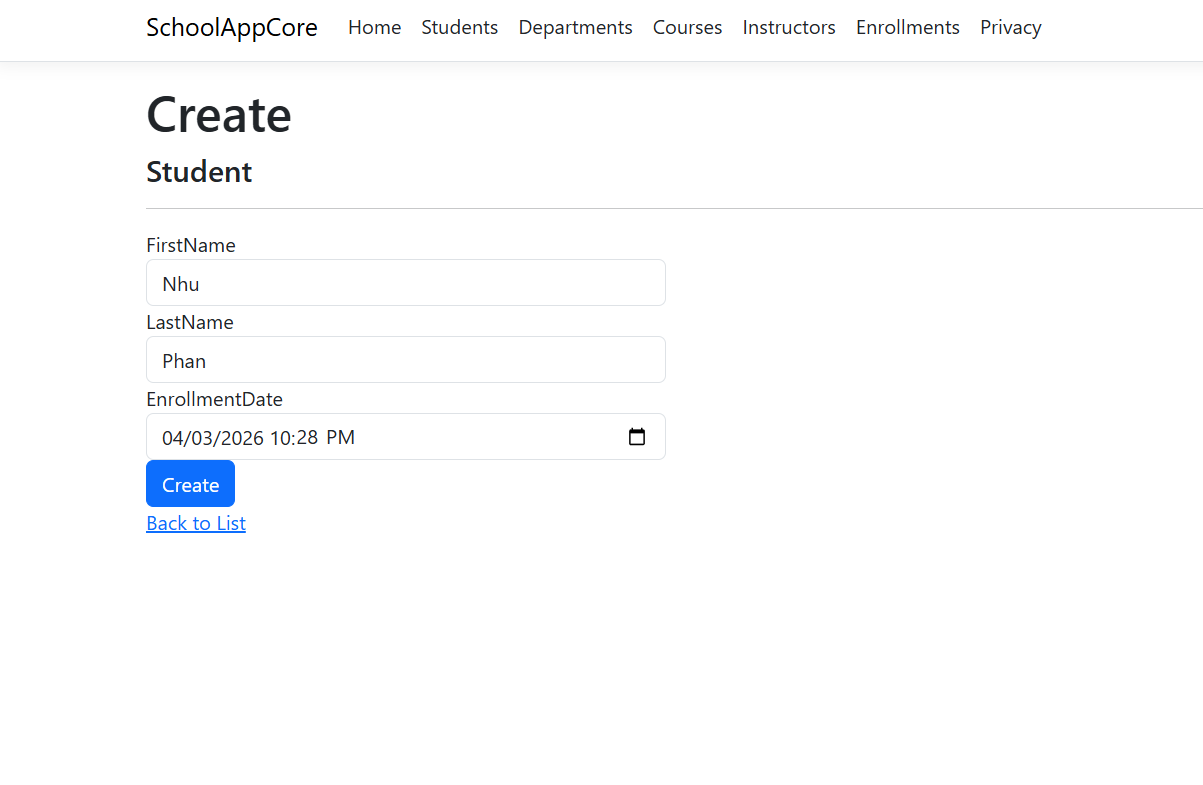 SchoolAppCore Home Students Departments Courses Instructors Enrollments Privacy
Create
Student
FirstName
Nhu
LastName
Phan
EnrollmentDate
04/03/2026 10:28 PM
Create
Back to List